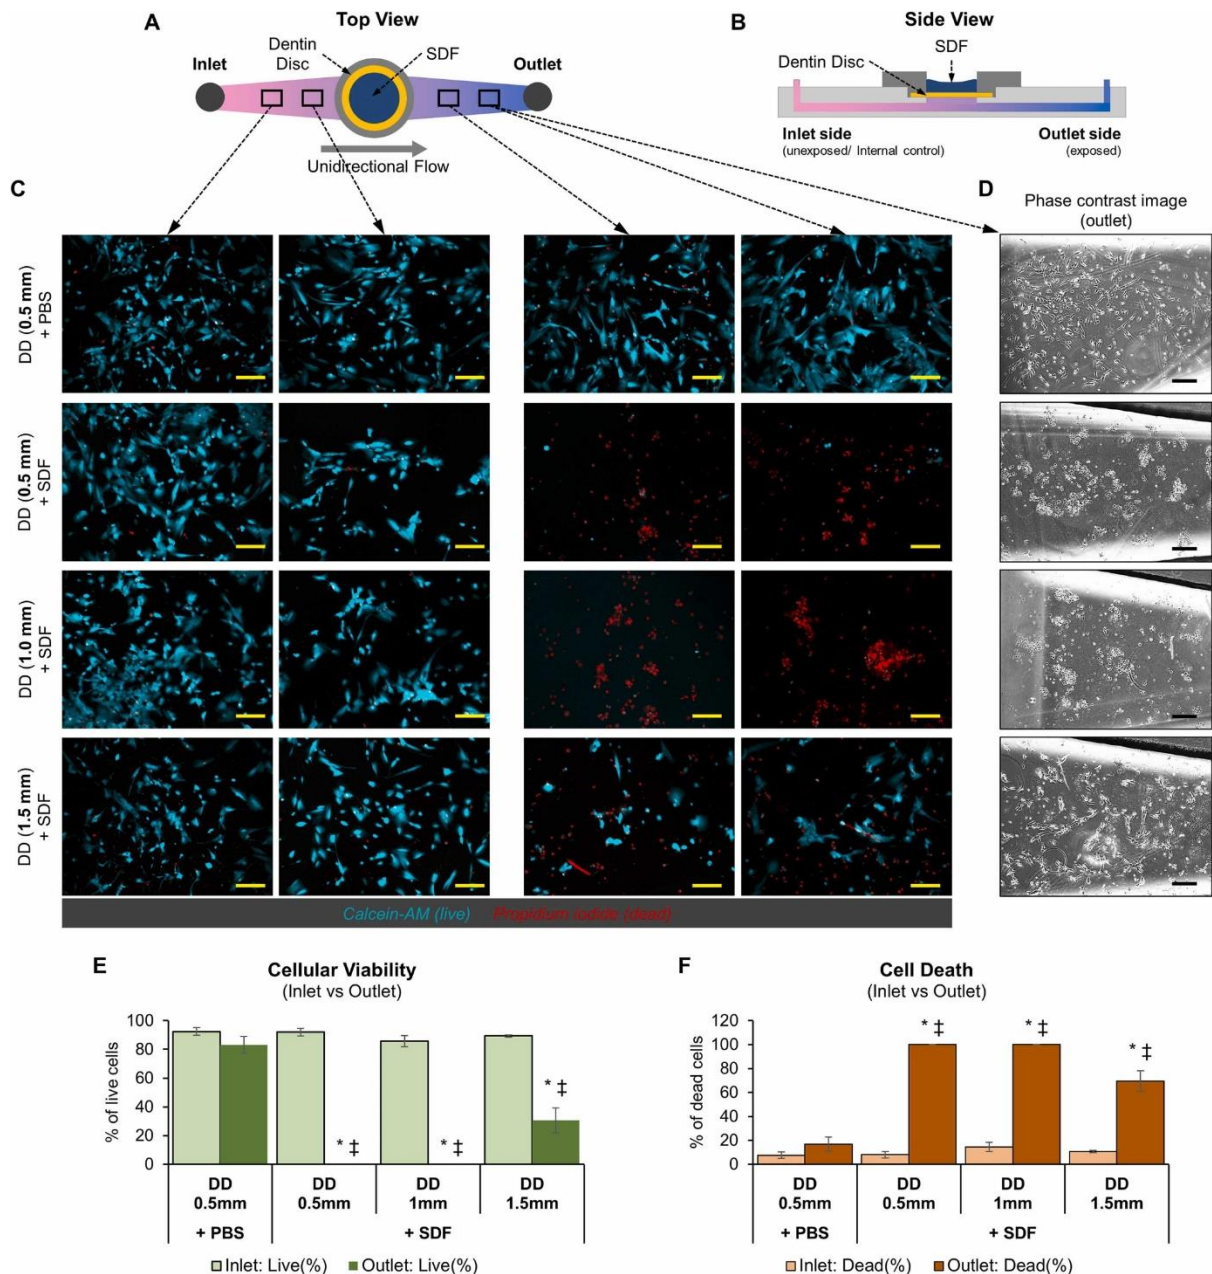 A
Top View
Dentin
Disc
SDF
Inlet
Outlet
Unidirectional Flow
B
Side View
SDF
Dentin Disc
Inlet side
(unexposed/ Internal control)
Outlet side
(exposed)
C
D
Phase contrast image
(outlet)
DD (0.5 mm)
+ PBS
DD (0.5 mm)
+ SDF
DD (1.0 mm)
+ SDF
DD (1.5 mm)
+ SDF
Calcein-AM (live) Propidium iodide (dead)
E
Cellular Viability
(Inlet vs Outlet)
% of live cells
100
80
60
40
20
0
* ‡
* ‡
* ‡
DD
0.5mm
DD
0.5mm
DD
1mm
DD
1.5mm
+ PBS
+ SDF
Inlet: Live(%) Outlet: Live(%)
F
Cell Death
(Inlet vs Outlet)
% of dead cells
120
100
80
60
40
20
0
* ‡
* ‡
* ‡
DD
0.5mm
DD
0.5mm
DD
1mm
DD
1.5mm
+ PBS
+ SDF
Inlet: Dead(%) Outlet: Dead(%)